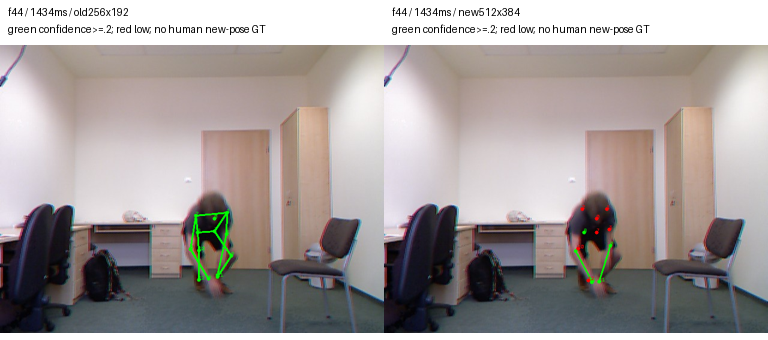 f44 / 1434ms / old256x192
green confidence>=.2; red low; no human new-pose GT
f44 / 1434ms / new512x384
green confidence>=.2; red low; no human new-pose GT